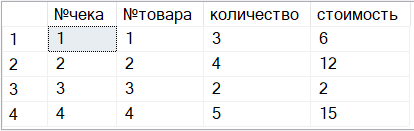 №чека №товара количество стоимость
1 1 1 3 6
2 2 2 4 12
3 3 3 2 2
4 4 4 5 15